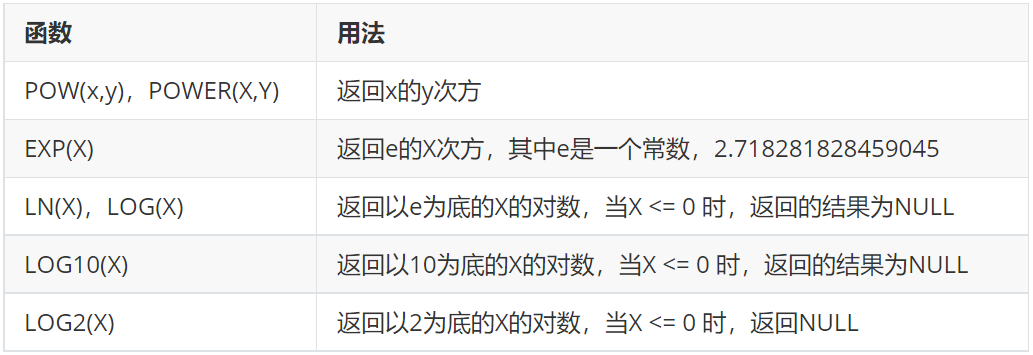 函数 用法
POW(x,y)，POWER(X,Y) 返回x的y次方
EXP(X) 返回e的X次方，其中e是一个常数，2.718281828459045
LN(X)，LOG(X) 返回以e为底的X的对数，当X <= 0 时，返回的结果为NULL
LOG10(X) 返回以10为底的X的对数，当X <= 0 时，返回的结果为NULL
LOG2(X) 返回以2为底的X的对数，当X <= 0 时，返回NULL